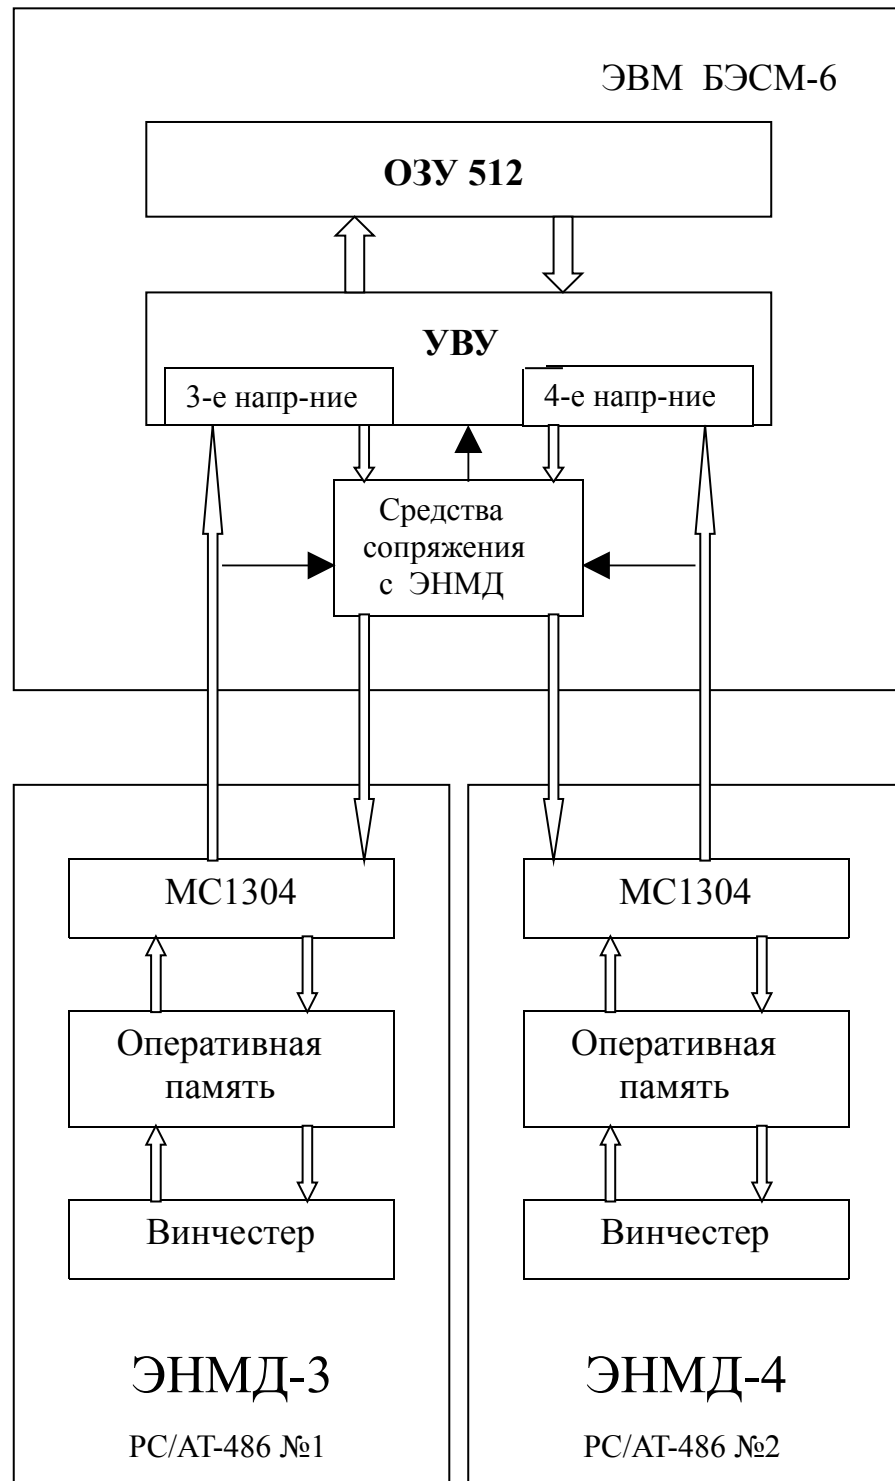 ЭВМ БЭСМ-6
ОЗУ 512
УВУ
3-е напр-ние
4-е напр-ние
Средства
сопряжения
с ЭНМД
МС1304
МС1304
Оперативная
память
Оперативная
память
Винчестер
Винчестер
ЭНМД-3
ЭНМД-4
РС/АТ-486 №1
РС/АТ-486 №2